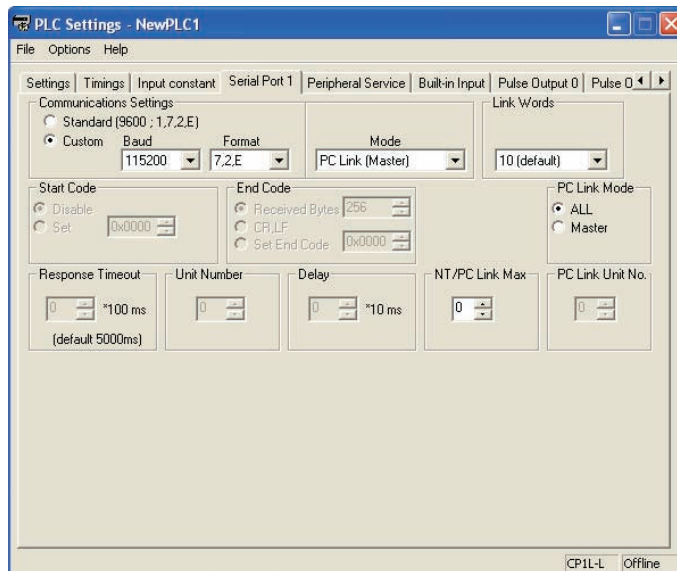 PLC Settings - NewPLC1
File Options Help
Settings Timings Input constant Serial Port 1 Peripheral Service Built-in Input Pulse Output 0 Pulse O
Communications Settings Link Words
Standard (9600 ; 1,7,2,E)
Custom Baud Format Mode
115200 7,2,E PC Link (Master) 10 (default)
Start Code End Code PC Link Mode
Disable Received Bytes 256 ALL
Set 0x0000 CR,LF Master
Set End Code 0x0000
Response Timeout Unit Number Delay NT/PC Link Max PC Link Unit No.
0 *100 ms 0 0 *10 ms 0 0
(default 5000ms)
CP1L-L Offline